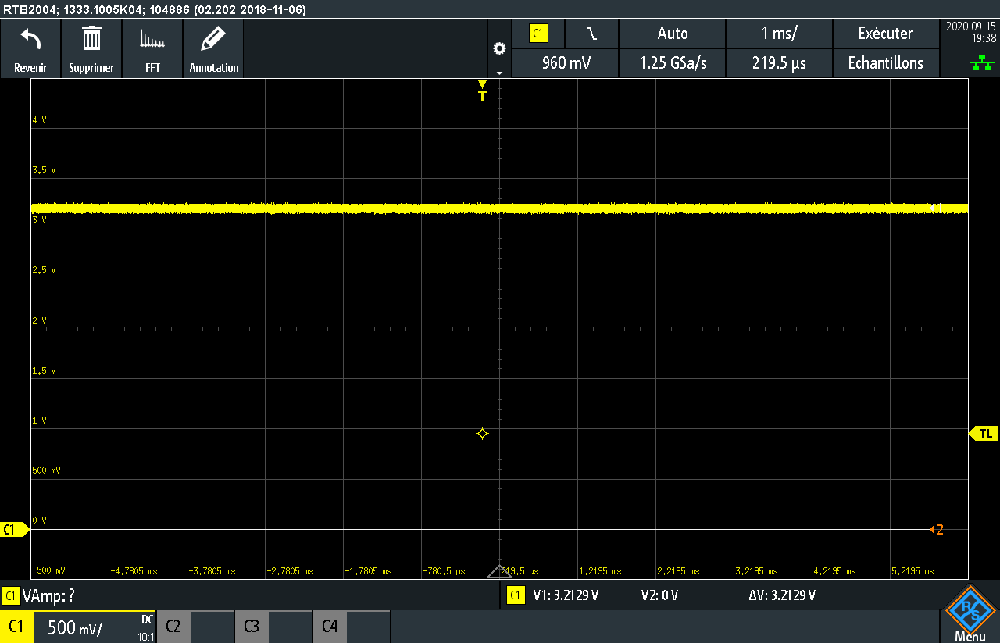 RTB2004; 1333.1005K04; 104886 (02.202 2018-11-06)
Revenir
Supprimer
FFT
Annotation
C1
Auto
1 ms/
Exécuter
2020-09-15
19:38
960 mV
1.25 GSa/s
219.5 µs
Echantillons
T
4 V
3.5 V
3 V
2.5 V
2 V
1.5 V
1 V
500 mV
0 V
-500 mV
TL
C1
2
-4.7805 ms
-3.7805 ms
-2.7805 ms
-1.7805 ms
-780.5 µs
219.5 µs
1.2195 ms
2.2195 ms
3.2195 ms
4.2195 ms
5.2195 ms
C1 VAmp: ?
C1 V1: 3.2129 V V2: 0 V ΔV: 3.2129 V
C1 500 mV/ DC 10:1
C2
C3
C4
R S
Menu